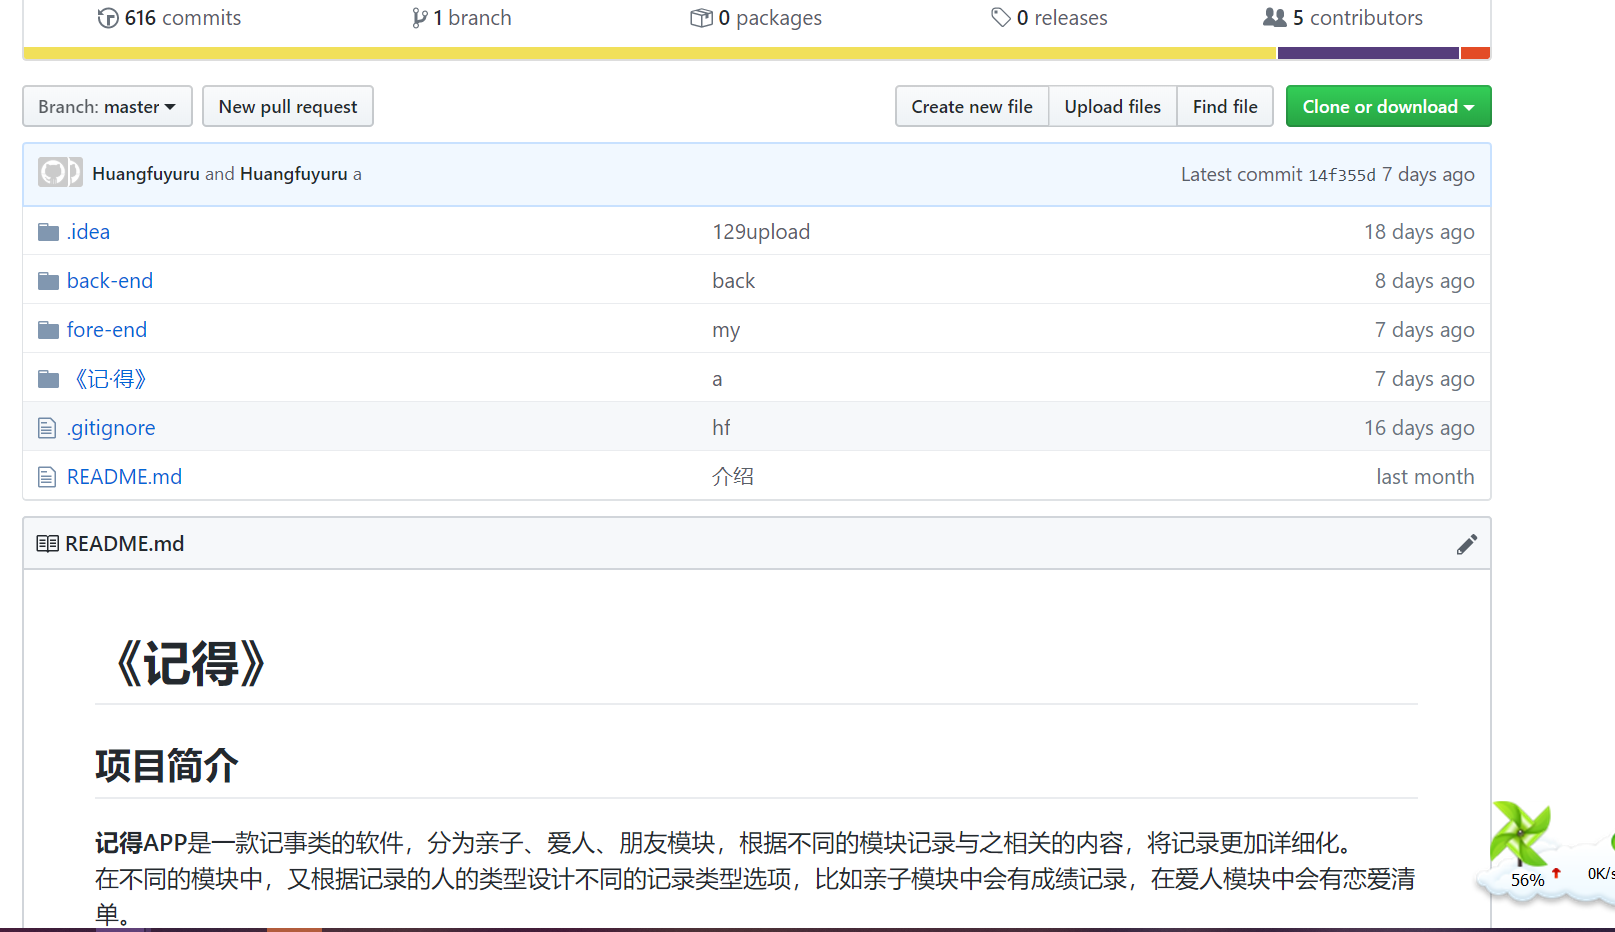 616 commits 1 branch 0 packages 0 releases 5 contributors
Branch: master New pull request Create new file Upload files Find file Clone or download
Huangfuyuru and Huangfuyuru a Latest commit 14f355d 7 days ago
.idea 129upload 18 days ago
back-end back 8 days ago
fore-end my 7 days ago
《记·得》 a 7 days ago
.gitignore hf 16 days ago
README.md 介绍 last month
README.md
《记得》
项目简介
记得APP是一款记事类的软件，分为亲子、爱人、朋友模块，根据不同的模块记录与之相关的内容，将记录更加详细化。
在不同的模块中，又根据记录的人的类型设计不同的记录类型选项，比如亲子模块中会有成绩记录，在爱人模块中会有恋爱清
单。
56% 0K/s